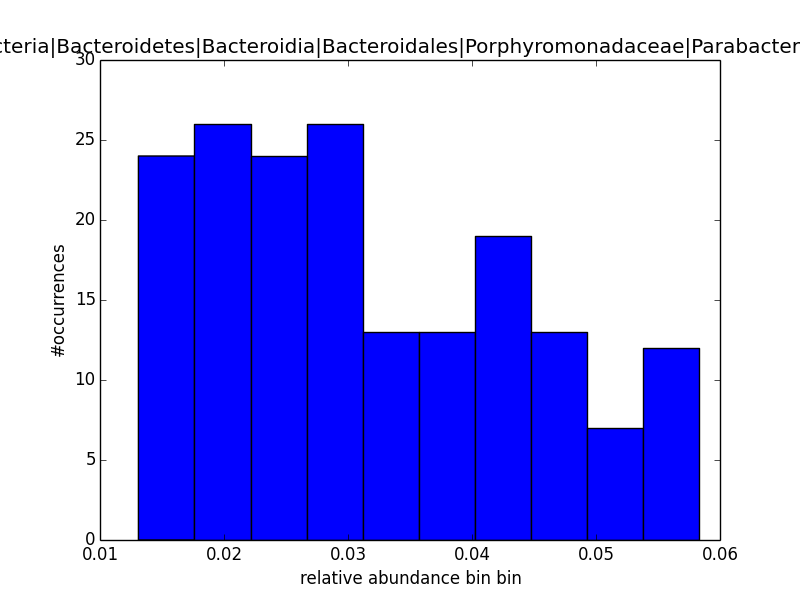 cteria|Bacteroidetes|Bacteroidia|Bacteroidales|Porphyromonadaceae|Parabacter
30
25
20
15
10
5
0
#occurrences
0.01 0.02 0.03 0.04 0.05 0.06
relative abundance bin bin